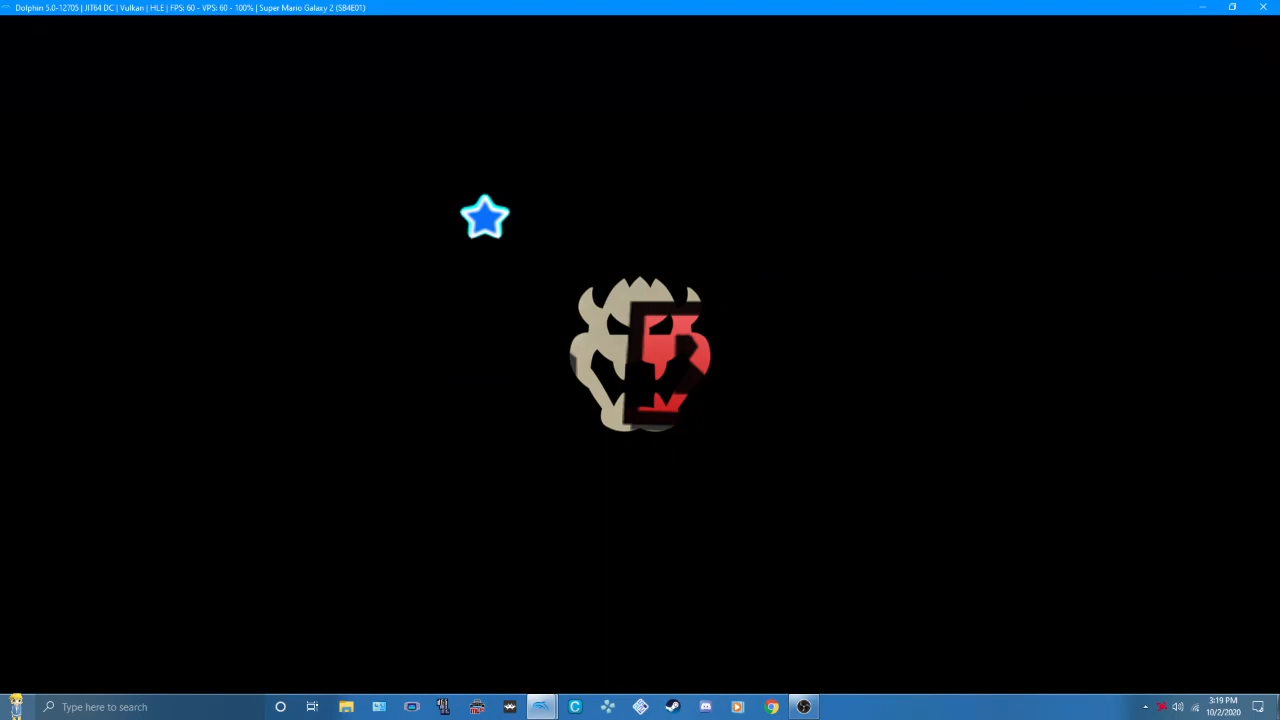 Dolphin 5.0-12705 | JIT64 DC | Vulkan | HLE | FPS: 60 - VPS: 60 - 100% | Super Mario Galaxy 2 (SB4E01)
Type here to search
3:19 PM
10/2/2020